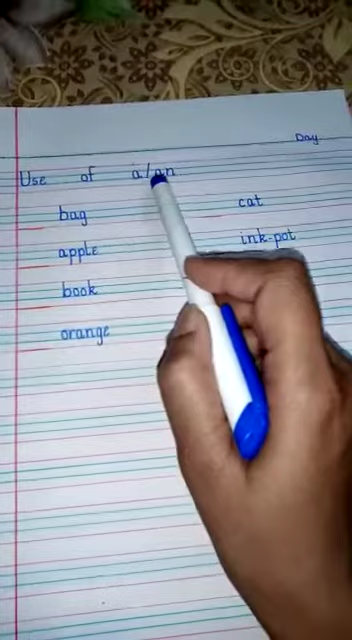 Day
Use of a/an
bag cat
apple ink-pot
book
orange